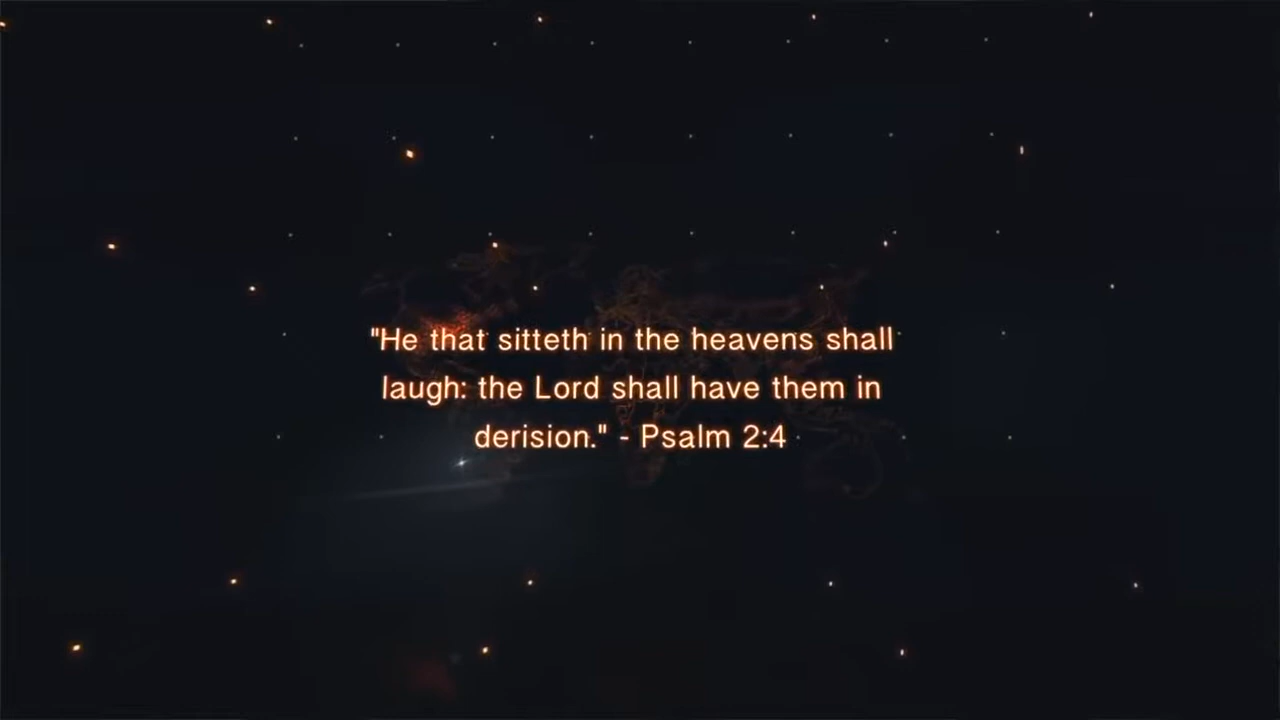 "He that sitteth in the heavens shall
laugh: the Lord shall have them in
derision." - Psalm 2:4